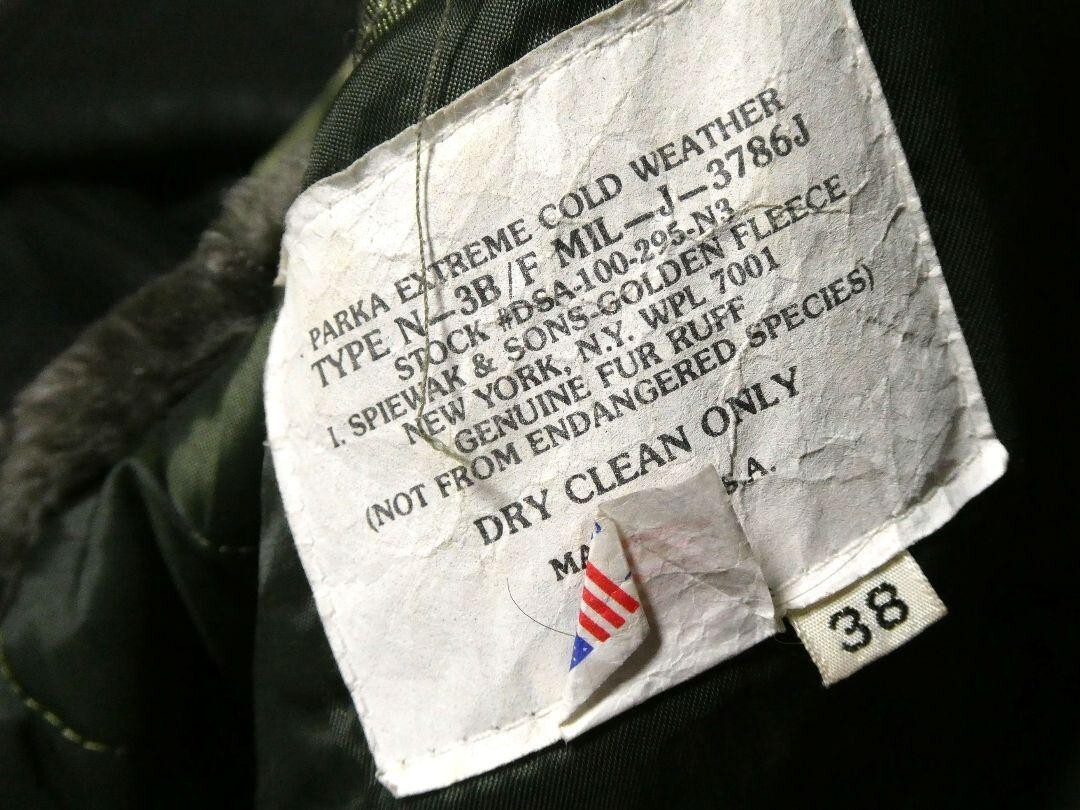 PARKA EXTREME COLD WEATHER
TYPE N-3B/F MIL-J-3786J
STOCK #DSA-100-295-N3
I. SPIEWAK & SONS-GOLDEN FLEECE
NEW YORK, N.Y. WPL 7001
GENUINE FUR RUFF
(NOT FROM ENDANGERED SPECIES)
DRY CLEAN ONLY
MA S.A.
38